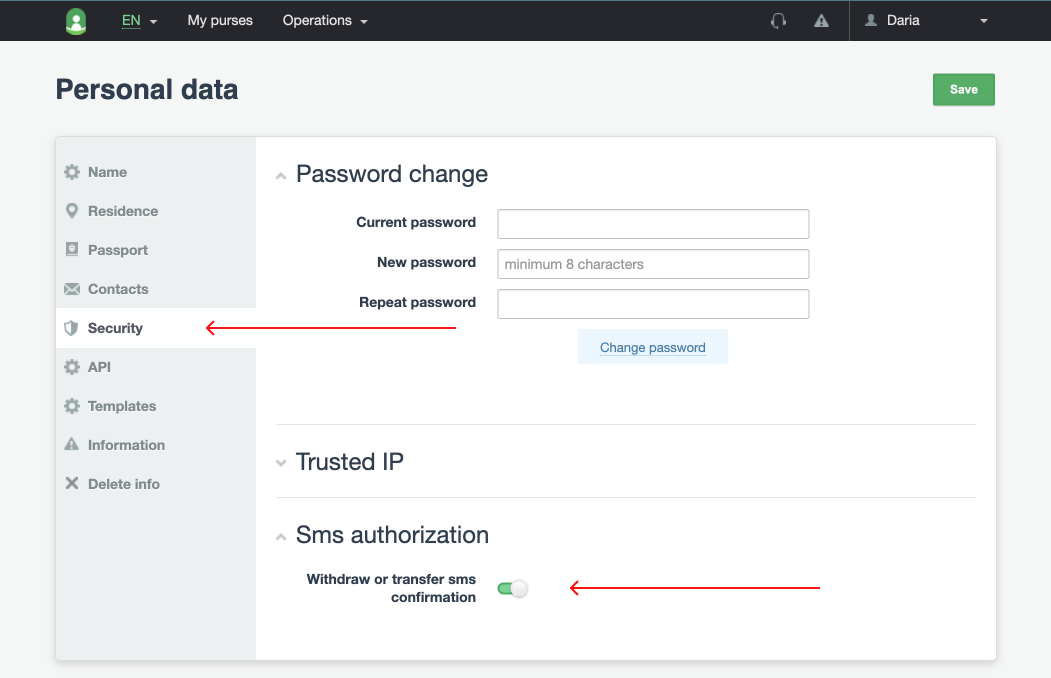 EN My purses Operations Daria
Personal data
Save
Name
Residence
Passport
Contacts
Security
API
Templates
Information
Delete info
Password change
Current password
New password minimum 8 characters
Repeat password
Change password
Trusted IP
Sms authorization
Withdraw or transfer sms
confirmation